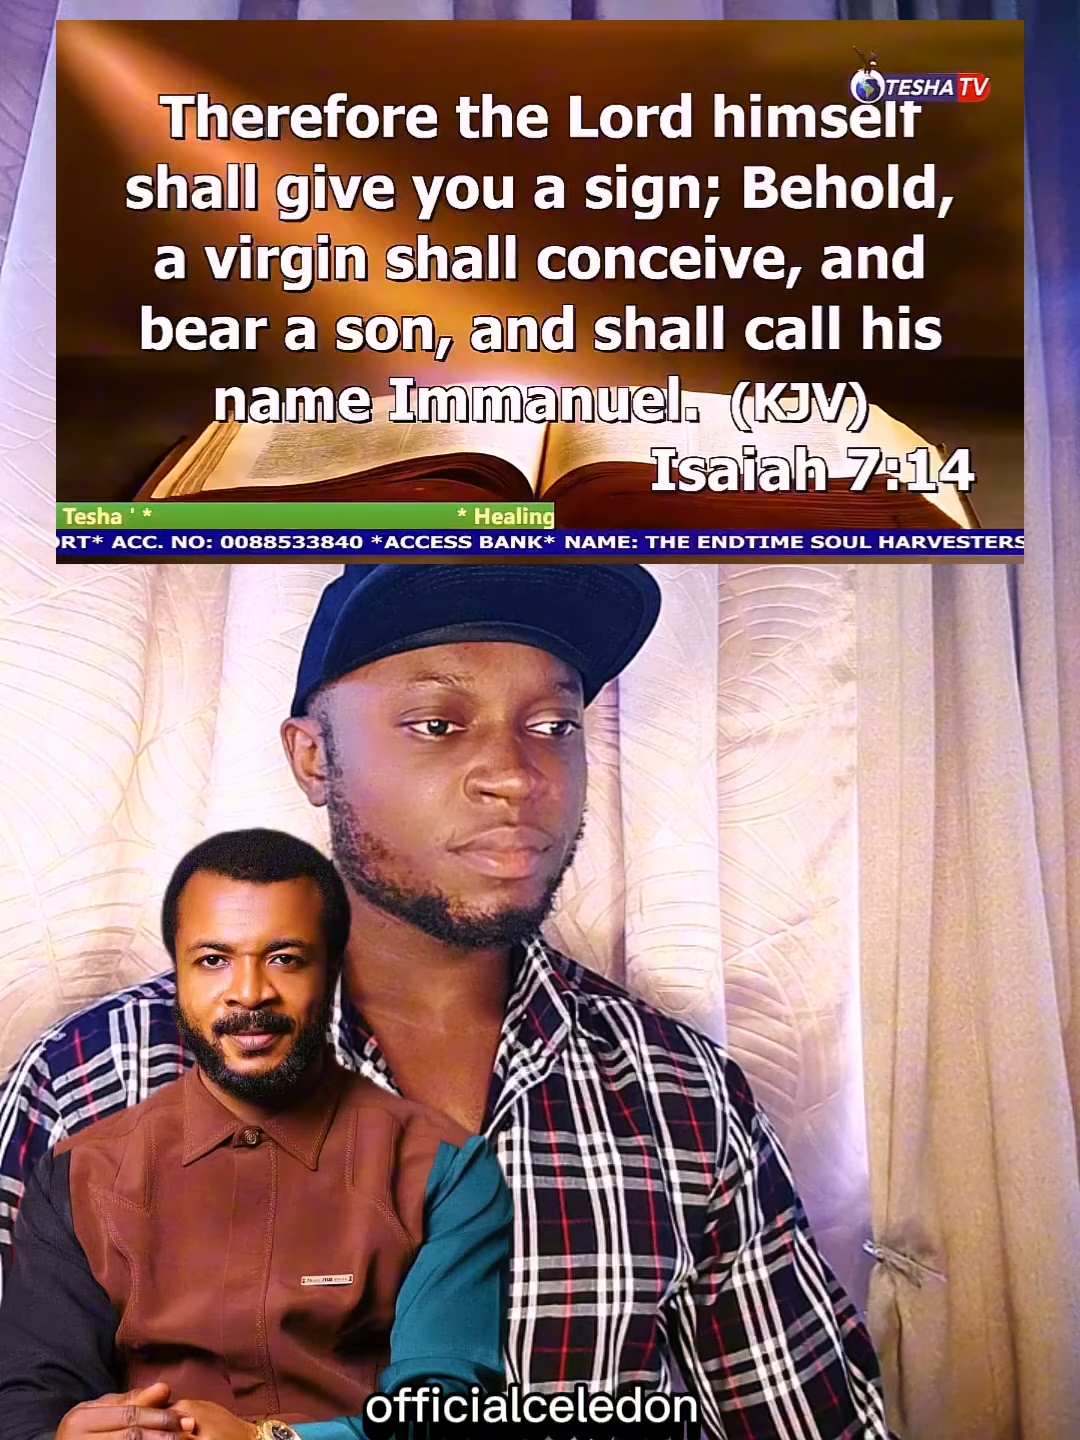 TESHA TV
Therefore the Lord himself
shall give you a sign; Behold,
a virgin shall conceive, and
bear a son, and shall call his
name Immanuel. (KJV)
Isaiah 7:14
Tesha ' * * Healing
ORT* ACC. NO: 0088533840 *ACCESS BANK* NAME: THE ENDTIME SOUL HARVESTERS
officialceledon